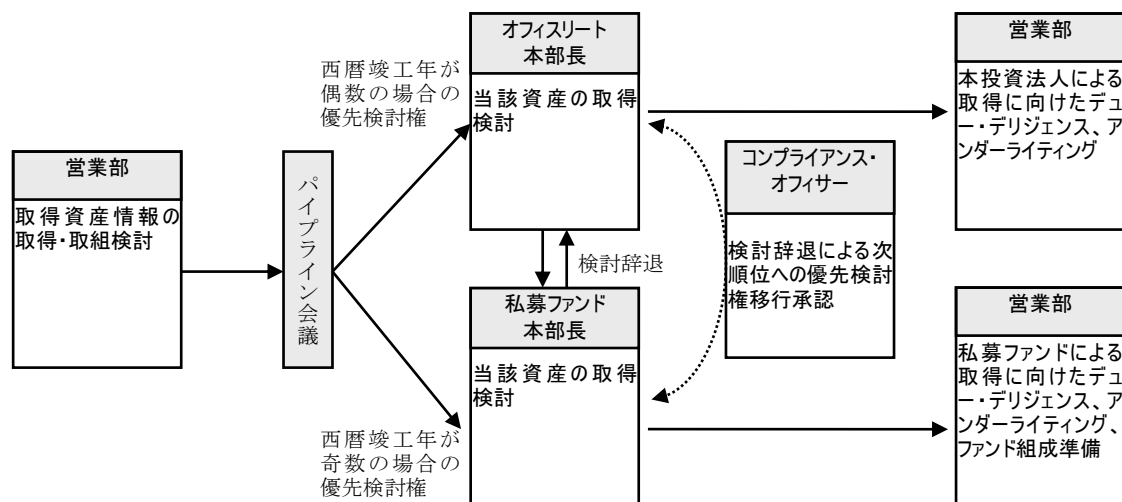 営業部
取得資産情報の
取得・取組検討
パイプライン会議
西暦竣工年が
偶数の場合の
優先検討権
オフィスリート
本部長
当該資産の取得
検討
検討辞退
私募ファンド
本部長
当該資産の取得
検討
西暦竣工年が
奇数の場合の
優先検討権
コンプライアンス・
オフィサー
検討辞退による次
順位への優先検討
権移行承認
営業部
本投資法人による
取得に向けたデュ
ー・デリジェンス、ア
ンダーライティング
営業部
私募ファンドによる
取得に向けたデュ
ー・デリジェンス、ア
ンダーライティング、
ファンド組成準備